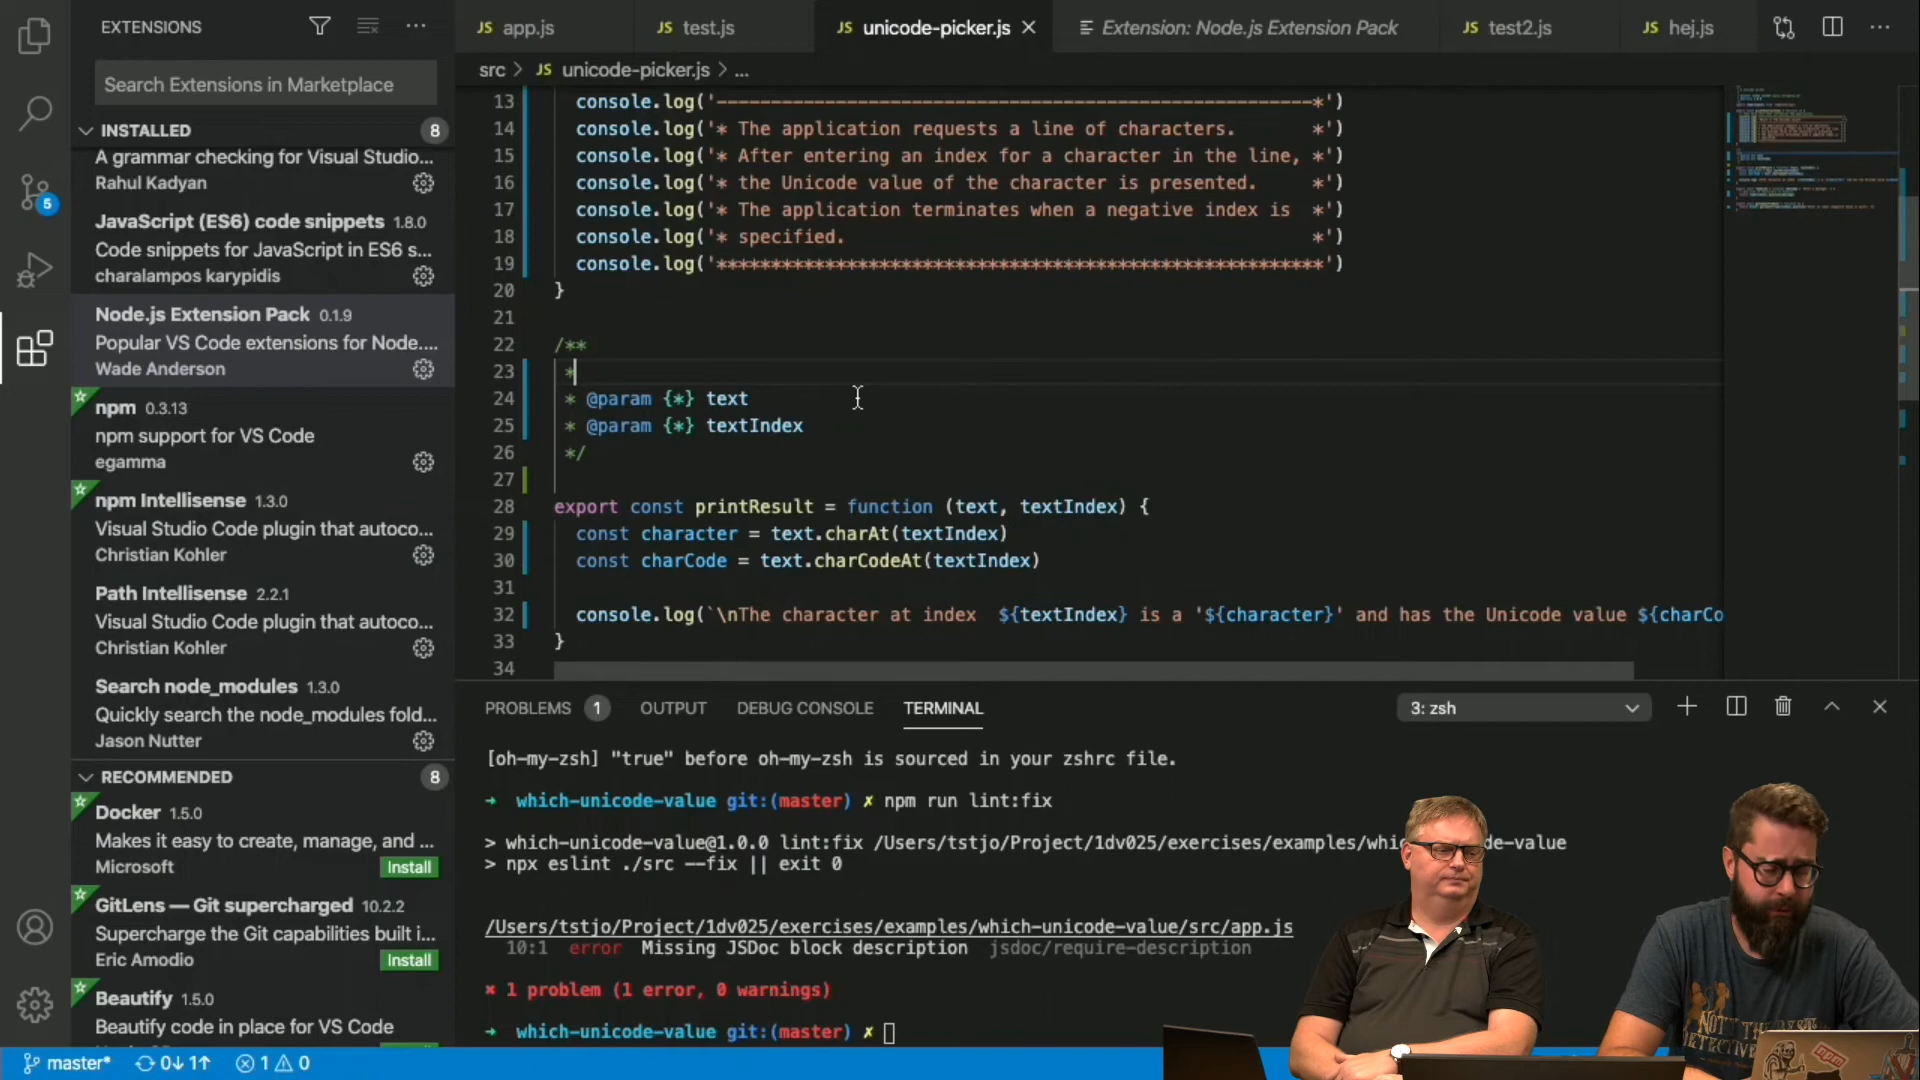 EXTENSIONS
Search Extensions in Marketplace
INSTALLED 8
A grammar checking for Visual Studio...
Rahul Kadyan
JavaScript (ES6) code snippets 1.8.0
Code snippets for JavaScript in ES6 s...
charalampos karypidis
Node.js Extension Pack 0.1.9
Popular VS Code extensions for Node....
Wade Anderson
npm 0.3.13
npm support for VS Code
egamma
npm Intellisense 1.3.0
Visual Studio Code plugin that autoco...
Christian Kohler
Path Intellisense 2.2.1
Visual Studio Code plugin that autoco...
Christian Kohler
Search node_modules 1.3.0
Quickly search the node_modules fold...
Jason Nutter
RECOMMENDED 8
Docker 1.5.0
Makes it easy to create, manage, and ...
Microsoft Install
GitLens — Git supercharged 10.2.2
Supercharge the Git capabilities built i...
Eric Amodio Install
Beautify 1.5.0
Beautify code in place for VS Code
5
JS app.js JS test.js JS unicode-picker.js Extension: Node.js Extension Pack JS test2.js JS hej.js
src > JS unicode-picker.js > ...
13 console.log('-------------------------------------------------------*')
14 console.log('* The application requests a line of characters. *')
15 console.log('* After entering an index for a character in the line, *')
16 console.log('* the Unicode value of the character is presented. *')
17 console.log('* The application terminates when a negative index is *')
18 console.log('* specified. *')
19 console.log('********************************************************')
20 }
21
22 /**
23 *
24 * @param {*} text
25 * @param {*} textIndex
26 */
27
28 export const printResult = function (text, textIndex) {
29 const character = text.charAt(textIndex)
30 const charCode = text.charCodeAt(textIndex)
31
32 console.log(`\nThe character at index ${textIndex} is a '${character}' and has the Unicode value ${charCo
33 }
34
PROBLEMS 1 OUTPUT DEBUG CONSOLE TERMINAL 3: zsh
[oh-my-zsh] "true" before oh-my-zsh is sourced in your zshrc file.
➜ which-unicode-value git:(master) ✗ npm run lint:fix
> which-unicode-value@1.0.0 lint:fix /Users/tstjo/Project/1dv025/exercises/examples/which-unicode-value
> npx eslint ./src --fix || exit 0
/Users/tstjo/Project/1dv025/exercises/examples/which-unicode-value/src/app.js
10:1 error Missing JSDoc block description jsdoc/require-description
✖ 1 problem (1 error, 0 warnings)
➜ which-unicode-value git:(master) ✗
master* 0↓ 1↑ 1 0
NOT THE
DETECTIVE
npm